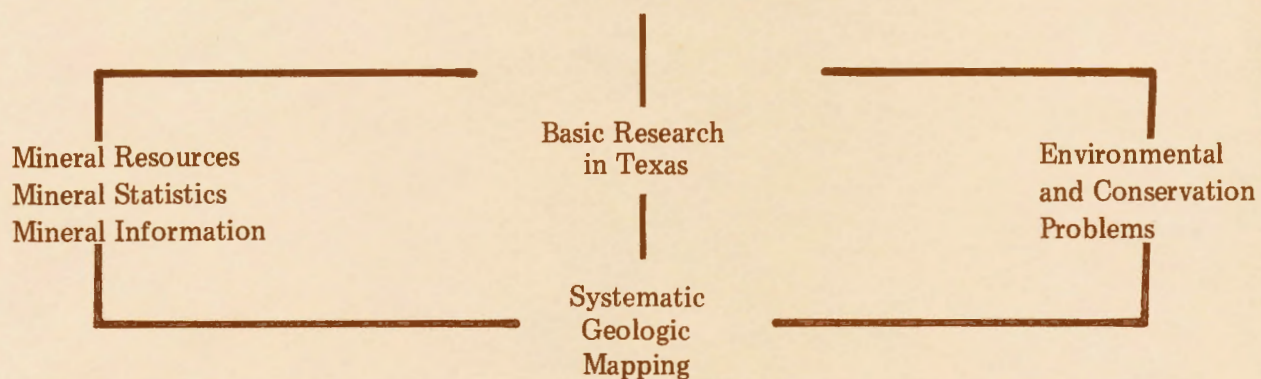 Mineral Resources
Mineral Statistics
Mineral Information
Basic Research
in Texas
Systematic
Geologic
Mapping
Environmental
and Conservation
Problems